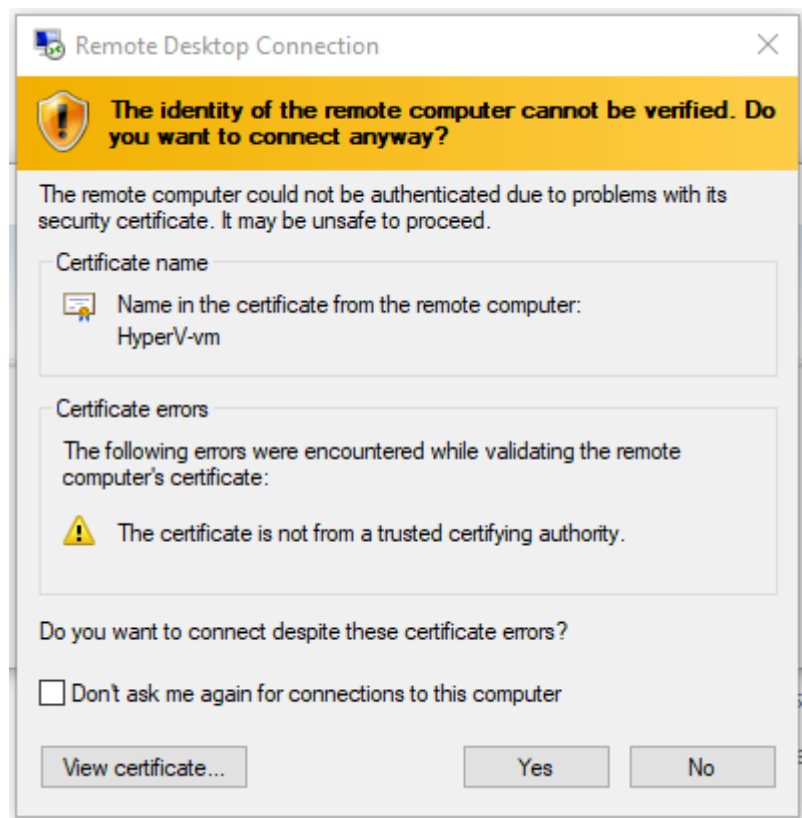 Remote Desktop Connection
The identity of the remote computer cannot be verified. Do
you want to connect anyway?
The remote computer could not be authenticated due to problems with its
security certificate. It may be unsafe to proceed.
Certificate name
Name in the certificate from the remote computer:
HyperV-vm
Certificate errors
The following errors were encountered while validating the remote
computer's certificate:
The certificate is not from a trusted certifying authority.
Do you want to connect despite these certificate errors?
Don't ask me again for connections to this computer
View certificate...
Yes
No